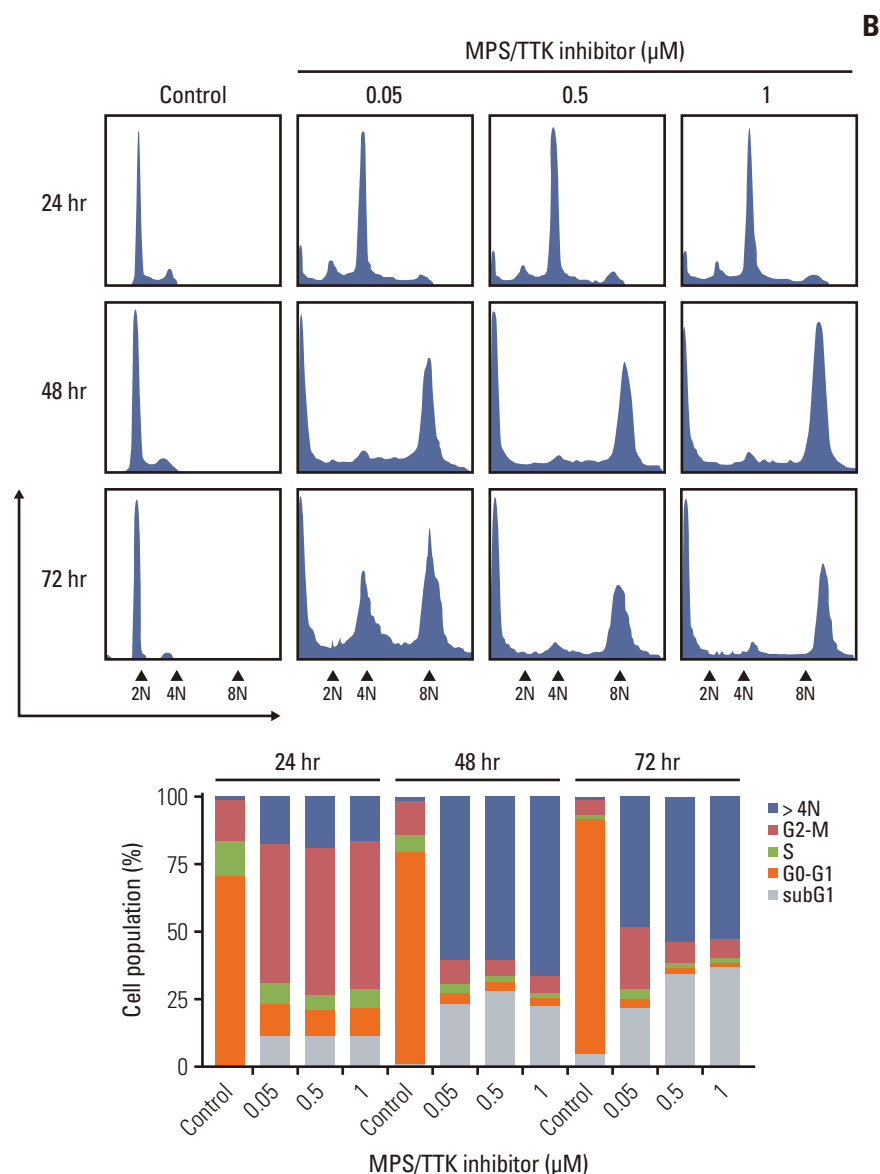 B
MPS/TTK inhibitor (µM)
Control 0.05 0.5 1
24 hr
48 hr
72 hr
2N 4N 8N 2N 4N 8N 2N 4N 8N 2N 4N 8N
24 hr 48 hr 72 hr
100
75
50
25
0
Cell population (%)
> 4N
G2-M
S
G0-G1
subG1
Control 0.05 0.5 1 Control 0.05 0.5 1 Control 0.05 0.5 1
MPS/TTK inhibitor (µM)